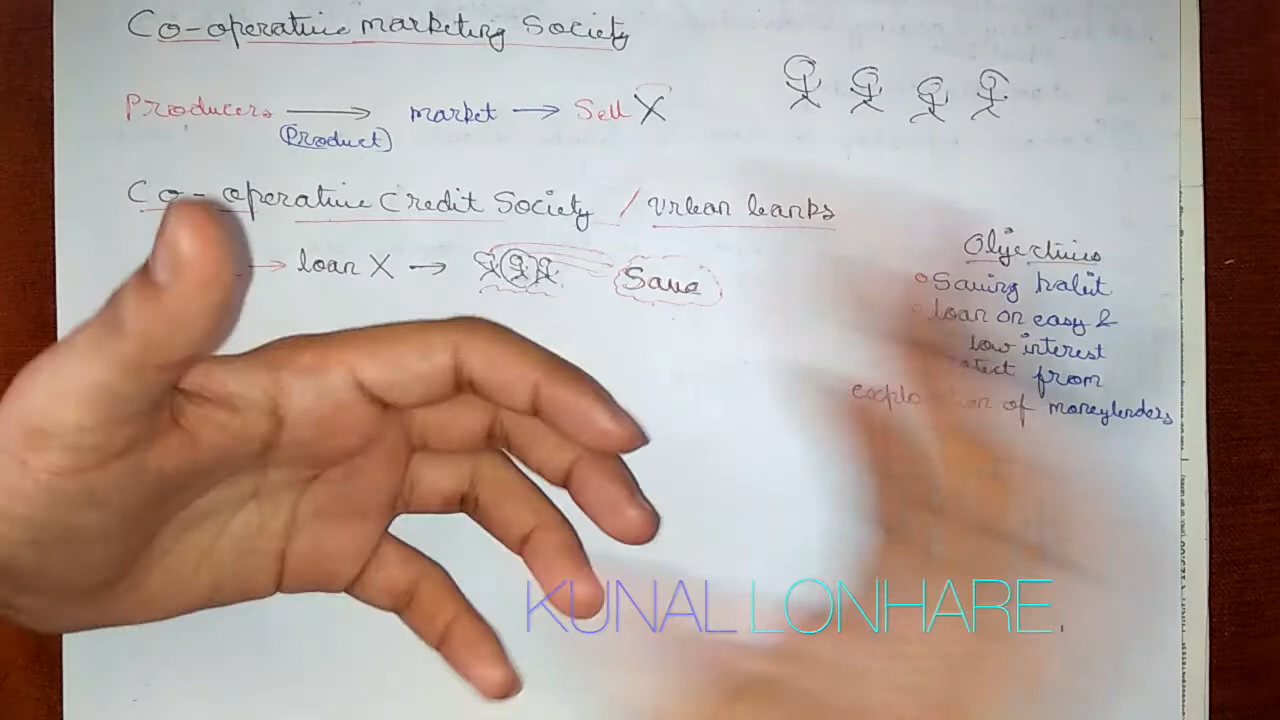 Co-operative marketing Society
Producers → market → Sell X
(Product)
Co-operative Credit Society / Urban banks
→ loan X → Save
Objectives
Saving habit
loan on easy &
low interest
from
of moneylenders
KUNAL LONHARE